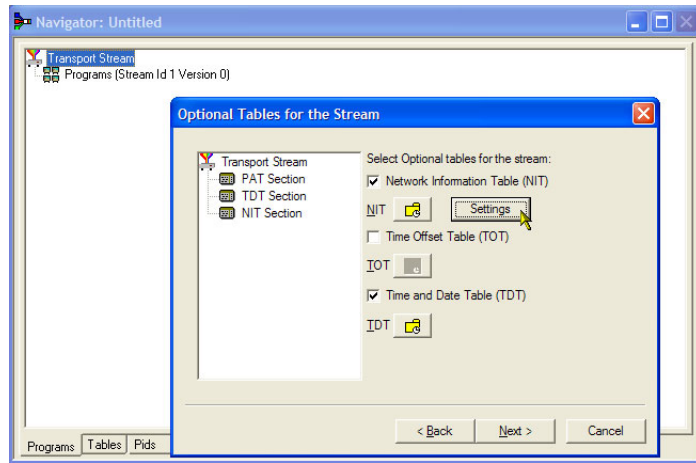 Navigator: Untitled
Transport Stream
Programs (Stream Id 1 Version 0)
Optional Tables for the Stream
Transport Stream
PAT Section
TDT Section
NIT Section
Select Optional tables for the stream:
Network Information Table (NIT)
NIT Settings
Time Offset Table (TOT)
TOT
Time and Date Table (TDT)
TDT
< Back Next > Cancel
Programs Tables Pids